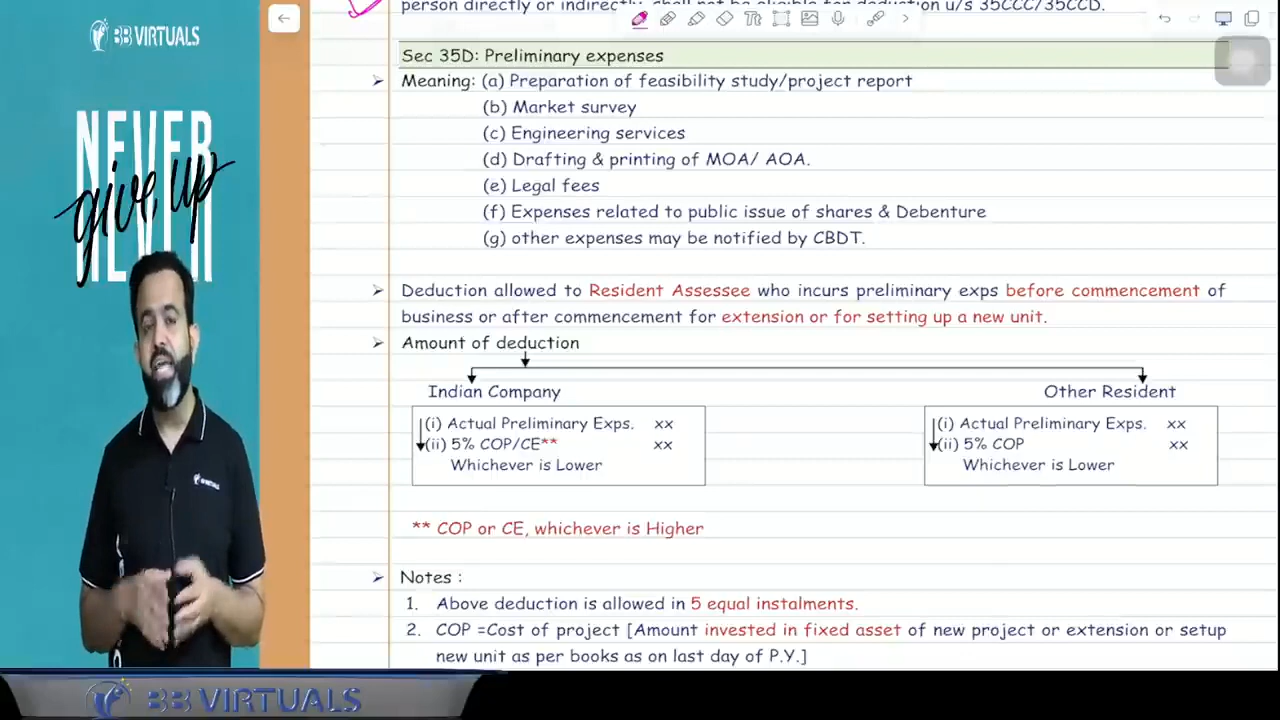 BB VIRTUALS
NEVER
give up
NEVER
person directly or indirectly, shall not be eligible for deduction u/s 35CCC/35CCD.
Sec 35D: Preliminary expenses
➤ Meaning: (a) Preparation of feasibility study/project report
(b) Market survey
(c) Engineering services
(d) Drafting & printing of MOA/ AOA.
(e) Legal fees
(f) Expenses related to public issue of shares & Debenture
(g) other expenses may be notified by CBDT.
➤ Deduction allowed to Resident Assessee who incurs preliminary exps before commencement of
business or after commencement for extension or for setting up a new unit.
➤ Amount of deduction
Indian Company
(i) Actual Preliminary Exps. xx
(ii) 5% COP/CE** xx
Whichever is Lower
Other Resident
(i) Actual Preliminary Exps. xx
(ii) 5% COP xx
Whichever is Lower
** COP or CE, whichever is Higher
➤ Notes :
1. Above deduction is allowed in 5 equal instalments.
2. COP =Cost of project [Amount invested in fixed asset of new project or extension or setup
new unit as per books as on last day of P.Y.]
BB VIRTUALS
BB VIRTUALS